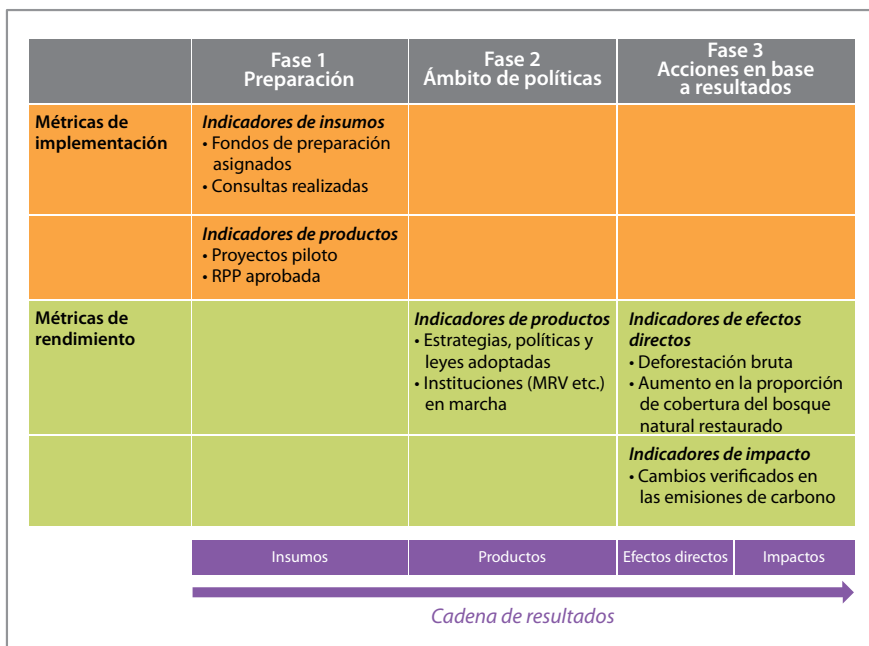 Fase 1
Preparación
Fase 2
Ámbito de políticas
Fase 3
Acciones en base
a resultados
Métricas de
implementación
Indicadores de insumos
• Fondos de preparación
asignados
• Consultas realizadas
Indicadores de productos
• Proyectos piloto
• RPP aprobada
Métricas de
rendimiento
Indicadores de productos
• Estrategias, políticas y
leyes adoptadas
• Instituciones (MRV etc.)
en marcha
Indicadores de efectos
directos
• Deforestación bruta
• Aumento en la proporción
de cobertura del bosque
natural restaurado
Indicadores de impacto
• Cambios verificados en
las emisiones de carbono
Insumos
Productos
Efectos directos
Impactos
Cadena de resultados